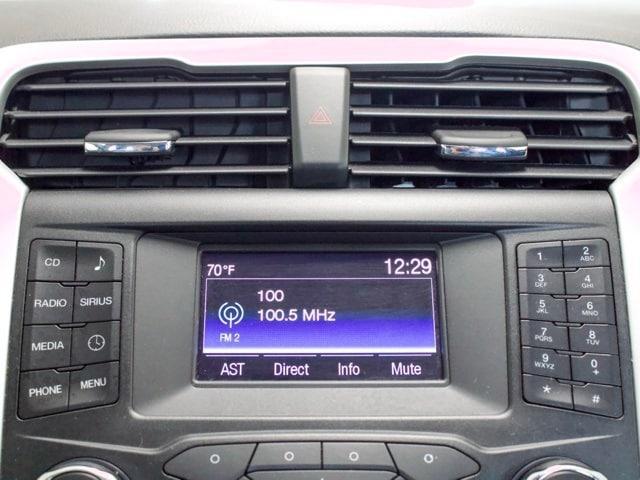 CD
RADIO SIRIUS
MEDIA
PHONE MENU
70°F 12:29
100
100.5 MHz
FM 2
AST Direct Info Mute
1 2 ABC
3 DEF 4 GHI
5 JKL 6 MNO
7 PQRS 8 TUV
9 WXYZ 0 +
* #